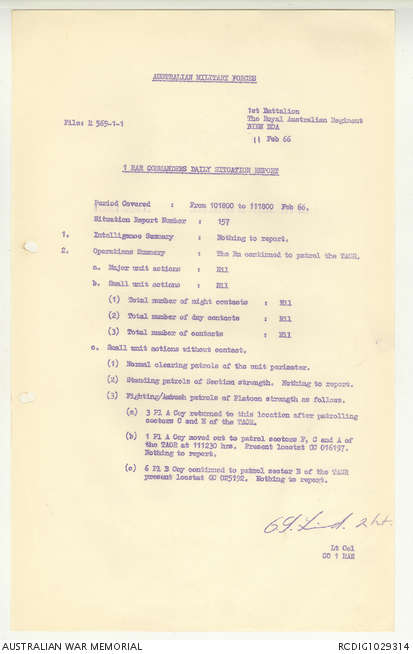 AUSTRALIAN MILITARY FORCES
1st Battalion
The Royal Australian Regiment
BIEN HOA
File: R 569-1-1
11 Feb 66
1 RAR COMMANDERS DAILY SITUATION REPORT
Period Covered : From 101800 to 111800 Feb 66.
Situation Report Number : 157
1. Intelligence Summary : Nothing to report.
2. Operations Summary : The Bn continued to patrol the TAOR.
a. Major unit actions : Nil
b. Small unit actions : Nil
(1) Total number of night contacts : Nil
(2) Total number of day contacts : Nil
(3) Total number of contacts : Nil
c. Small unit actions without contact.
(1) Normal clearing patrols of the unit perimeter.
(2) Standing patrols of Section strength. Nothing to report.
(3) Fighting/Ambush patrols of Platoon strength as follows.
(a) 3 Pl A Coy returned to this location after patrolling
sectors C and E of the TAOR.
(b) 1 Pl A Coy moved out to patrol sectors F, C and A of
the TAOR at 111230 hrs. Present locstat GC 016197.
Nothing to report.
(c) 6 Pl B Coy continued to patrol sector B of the TAOR
present locstat GC 025192. Nothing to report.
Lt Col
CO 1 RAR
AUSTRALIAN WAR MEMORIAL
RCDIG1029314